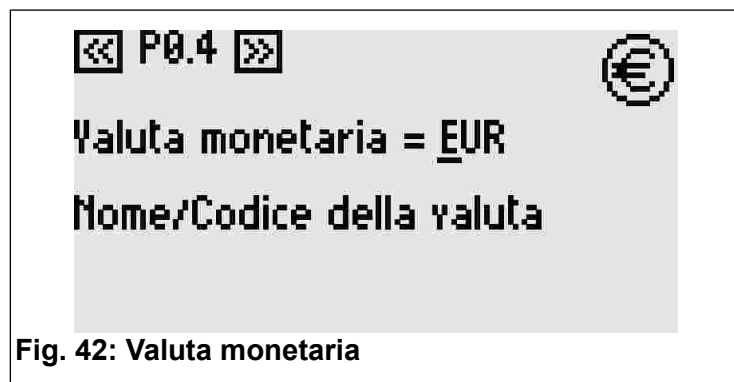 « P0.4 » €
Valuta monetaria = EUR
Nome/Codice della valuta
Fig. 42: Valuta monetaria